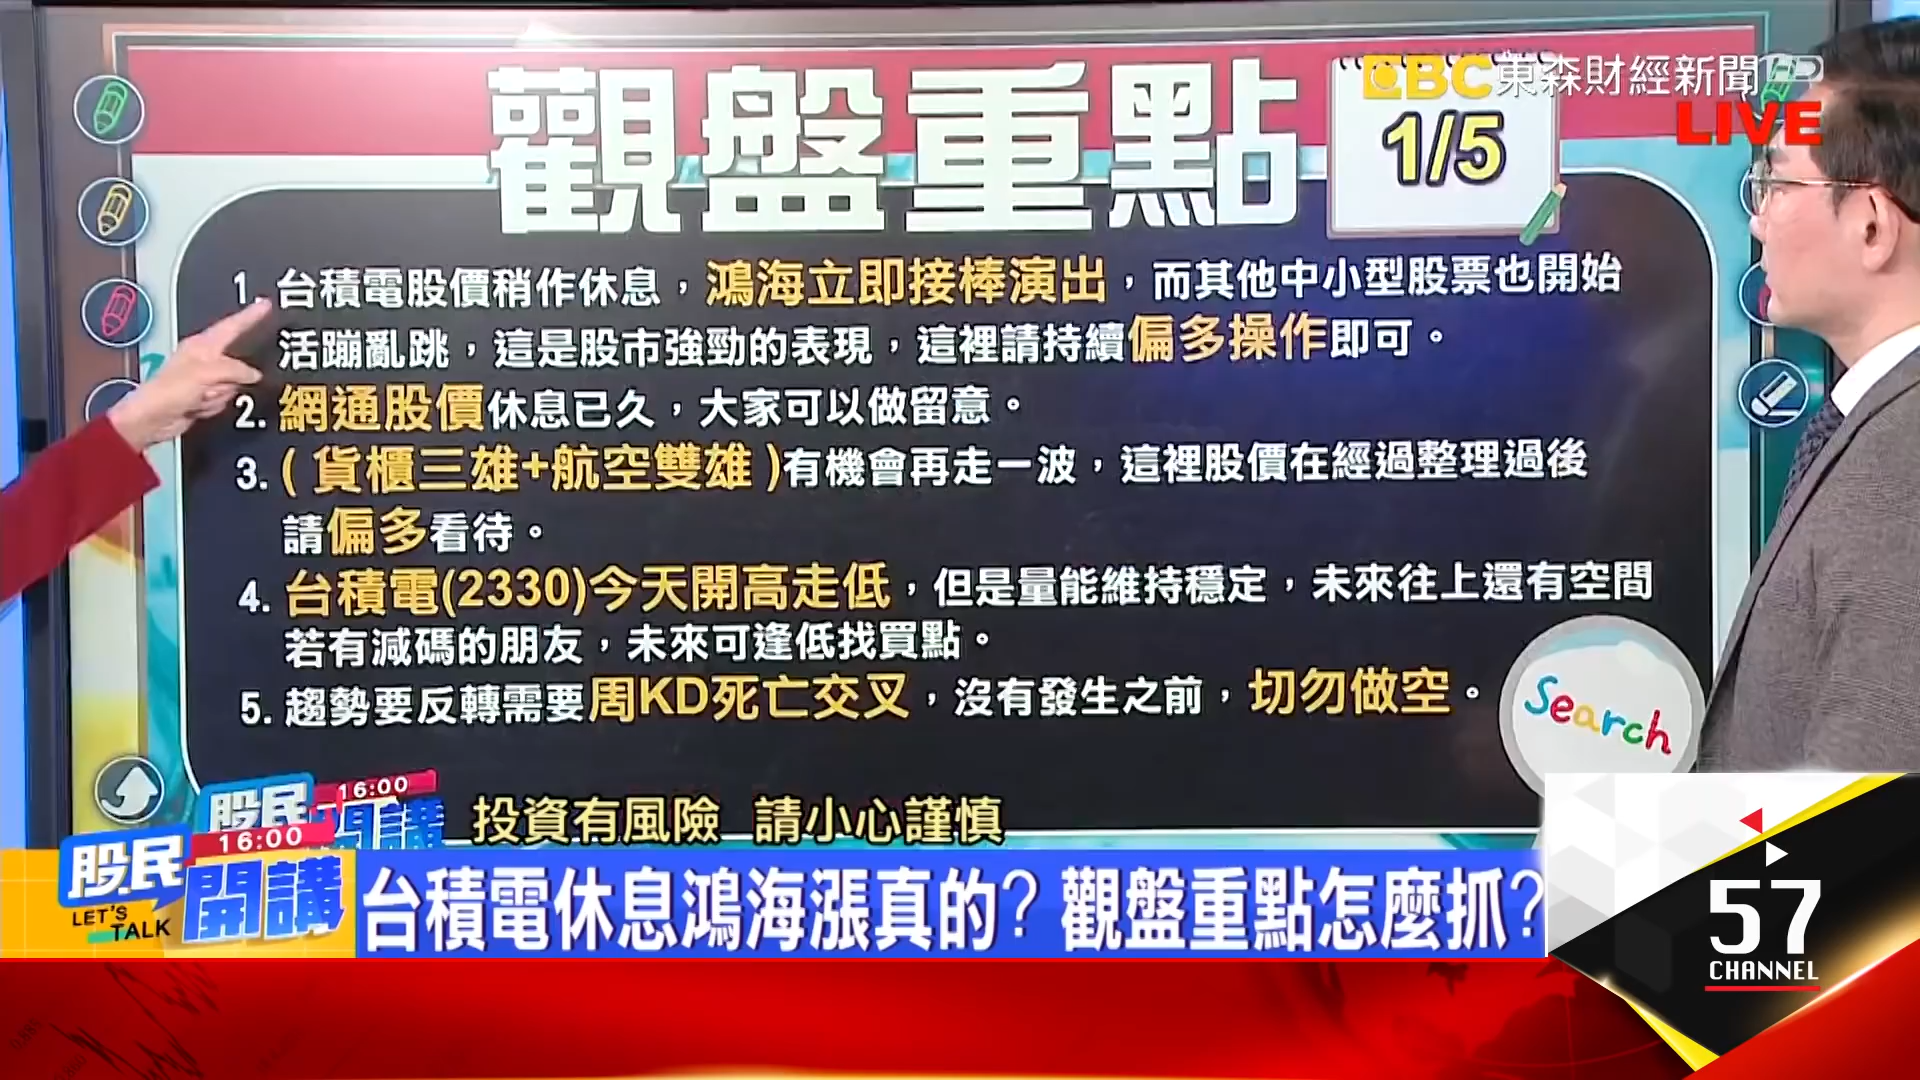 觀盤重點
1/5
EBC東森財經新聞HD
LIVE
1. 台積電股價稍作休息，鴻海立即接棒演出，而其他中小型股票也開始
活蹦亂跳，這是股市強勁的表現，這裡請持續偏多操作即可。
2. 網通股價休息已久，大家可以做留意。
3. (貨櫃三雄+航空雙雄)有機會再走一波，這裡股價在經過整理過後
請偏多看待。
4. 台積電(2330)今天開高走低，但是量能維持穩定，未來往上還有空間
若有減碼的朋友，未來可逢低找買點。
5. 趨勢要反轉需要周KD死亡交叉，沒有發生之前，切勿做空。
Search
股民 16:00
開講
投資有風險 請小心謹慎
股民 16:00
開講
LET'S
TALK
台積電休息鴻海漲真的? 觀盤重點怎麼抓?
57
CHANNEL